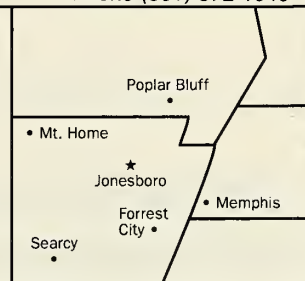 Poplar Bluff
Mt. Home
Jonesboro
Memphis
Forrest
City
Searcy